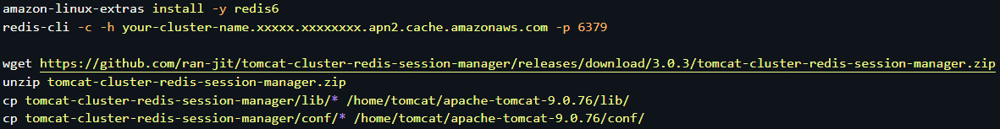 amazon-linux-extras install -y redis6
redis-cli -c -h your-cluster-name.xxxxx.xxxxxxxx.apn2.cache.amazonaws.com -p 6379
wget https://github.com/ran-jit/tomcat-cluster-redis-session-manager/releases/download/3.0.3/tomcat-cluster-redis-session-manager.zip
unzip tomcat-cluster-redis-session-manager.zip
cp tomcat-cluster-redis-session-manager/lib/* /home/tomcat/apache-tomcat-9.0.76/lib/
cp tomcat-cluster-redis-session-manager/conf/* /home/tomcat/apache-tomcat-9.0.76/conf/